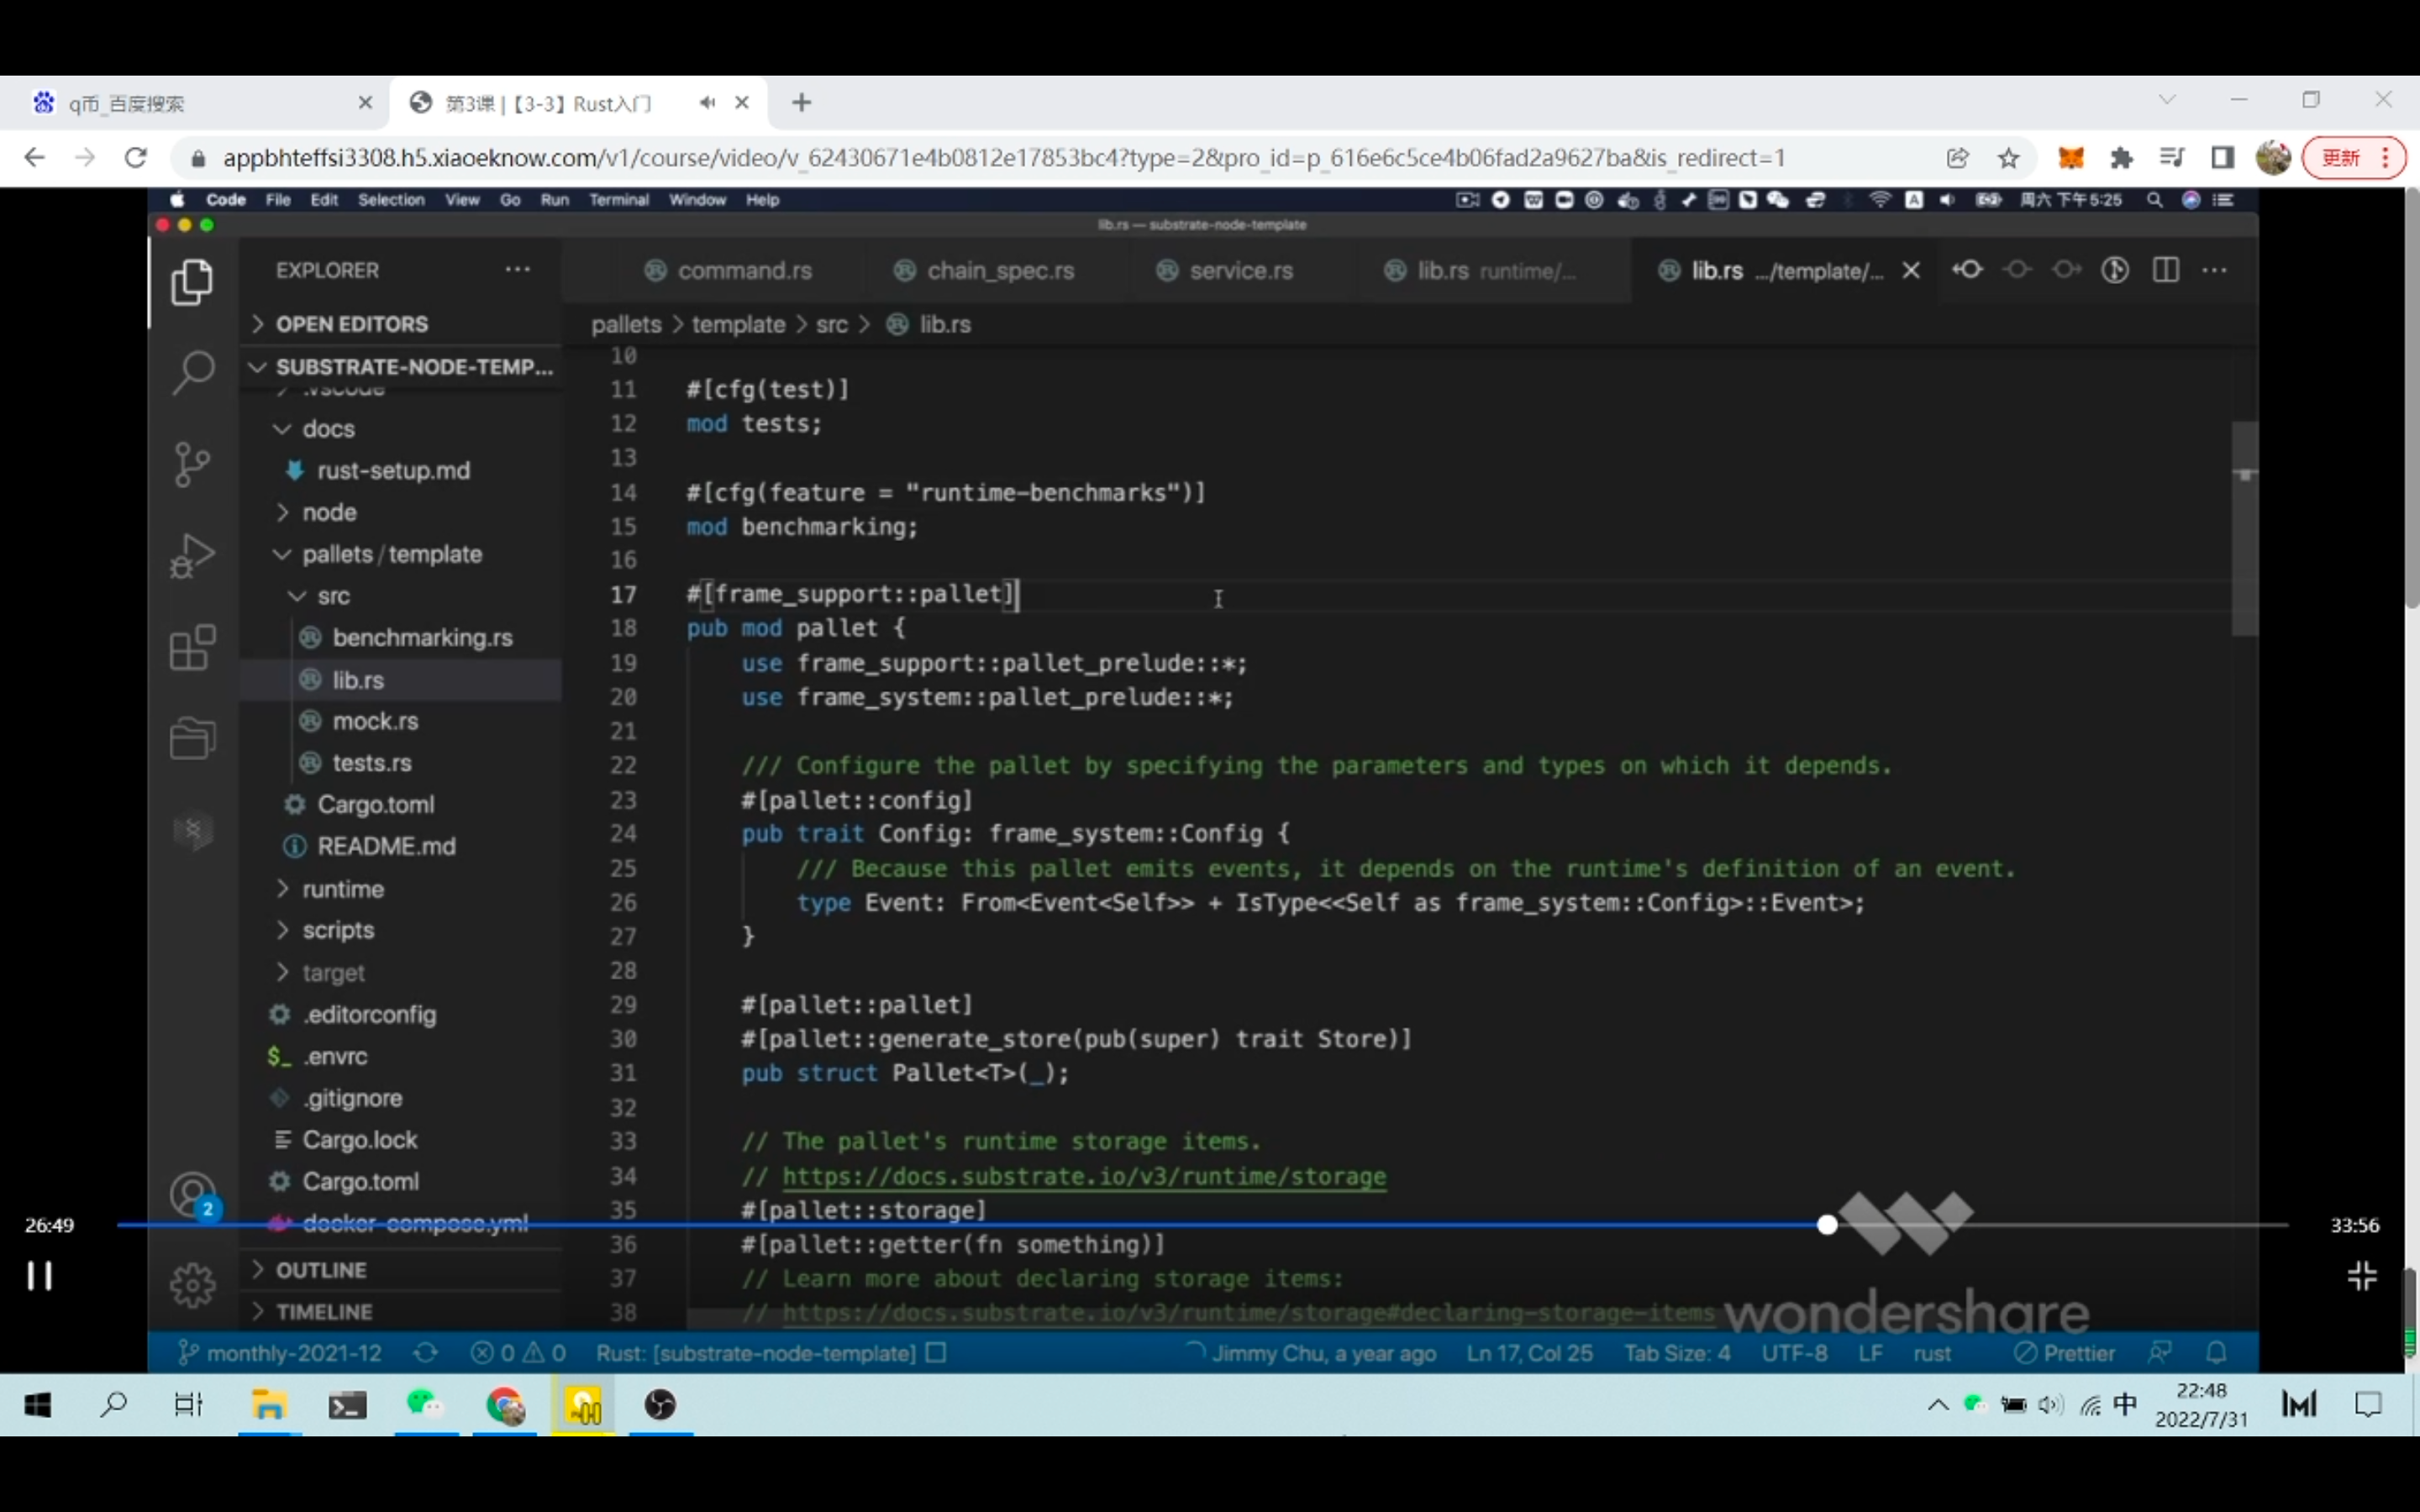 q币_百度搜索
第3课 | 【3-3】Rust入门
appbhteffsi3308.h5.xiaoeknow.com/v1/course/video/v_62430671e4b0812e17853bc4?type=2&pro_id=p_616e6c5ce4b06fad2a9627ba&is_redirect=1
更新
Code File Edit Selection View Go Run Terminal Window Help
周六 下午5:25
lib.rs — substrate-node-template
EXPLORER
command.rs
chain_spec.rs
service.rs
lib.rs runtime/...
lib.rs .../template/...
OPEN EDITORS
pallets > template > src > lib.rs
SUBSTRATE-NODE-TEMP...
.vscode
docs
rust-setup.md
node
pallets / template
src
benchmarking.rs
lib.rs
mock.rs
tests.rs
Cargo.toml
README.md
runtime
scripts
target
.editorconfig
$_ .envrc
.gitignore
Cargo.lock
Cargo.toml
docker-compose.yml
OUTLINE
TIMELINE
2
10
11 #[cfg(test)]
12 mod tests;
13
14 #[cfg(feature = "runtime-benchmarks")]
15 mod benchmarking;
16
17 #[frame_support::pallet]
18 pub mod pallet {
19 use frame_support::pallet_prelude::*;
20 use frame_system::pallet_prelude::*;
21
22 /// Configure the pallet by specifying the parameters and types on which it depends.
23 #[pallet::config]
24 pub trait Config: frame_system::Config {
25 /// Because this pallet emits events, it depends on the runtime's definition of an event.
26 type Event: From<Event<Self>> + IsType<<Self as frame_system::Config>::Event>;
27 }
28
29 #[pallet::pallet]
30 #[pallet::generate_store(pub(super) trait Store)]
31 pub struct Pallet<T>(_);
32
33 // The pallet's runtime storage items.
34 // https://docs.substrate.io/v3/runtime/storage
35 #[pallet::storage]
36 #[pallet::getter(fn something)]
37 // Learn more about declaring storage items:
38 // https://docs.substrate.io/v3/runtime/storage#declaring-storage-items
26:49
33:56
wondershare
monthly-2021-12 0 0 Rust: [substrate-node-template]
Jimmy Chu, a year ago Ln 17, Col 25 Tab Size: 4 UTF-8 LF rust Prettier
中
22:48
2022/7/31